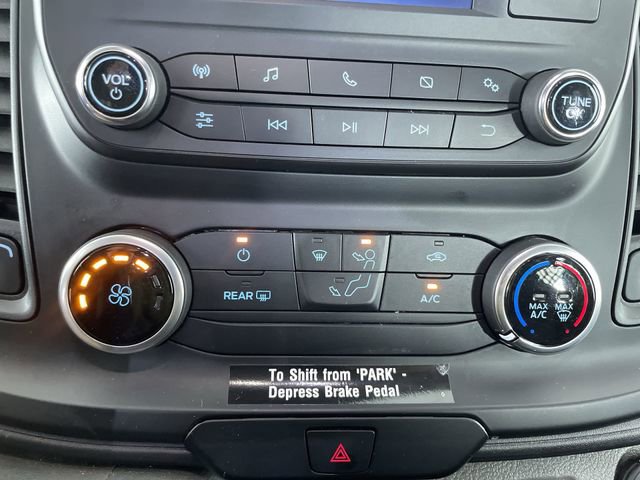 VOL
TUNE
OK
REAR
A/C
MAX
A/C
MAX
To Shift from 'PARK' -
Depress Brake Pedal